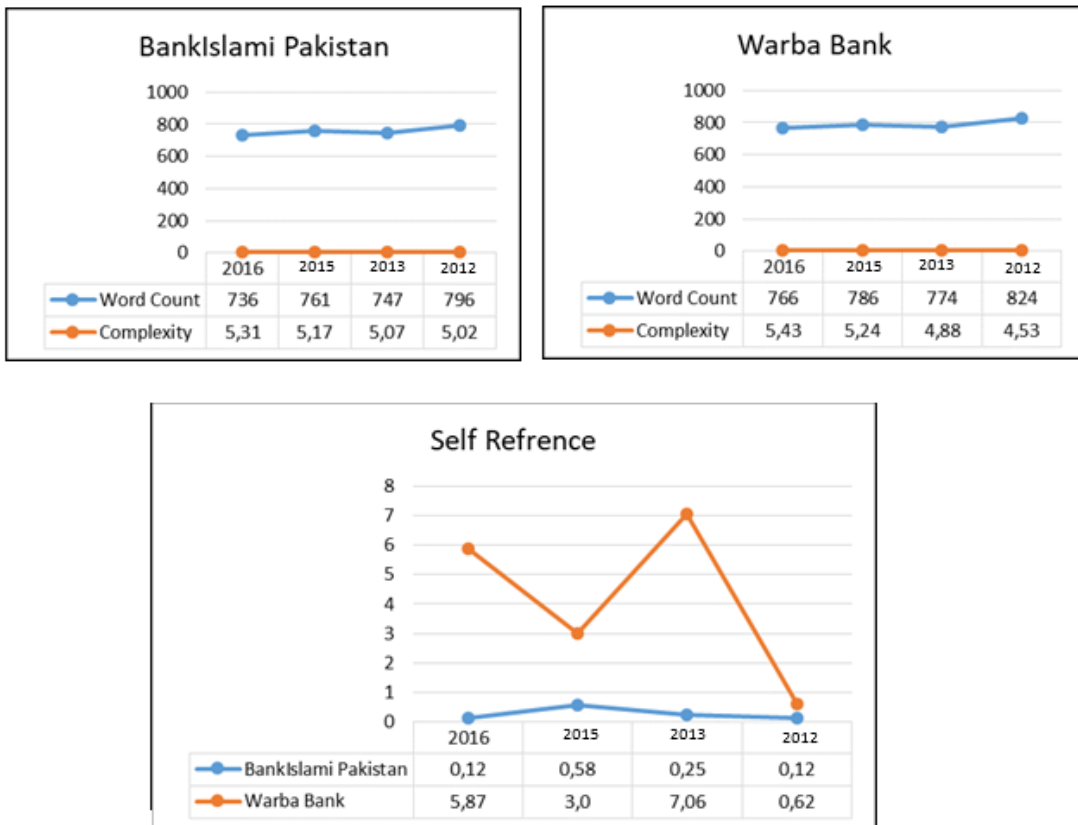 BankIslami Pakistan
1000
800
600
400
200
0
2016 2015 2013 2012
Word Count 736 761 747 796
Complexity 5,31 5,17 5,07 5,02
Warba Bank
1000
800
600
400
200
0
2016 2015 2013 2012
Word Count 766 786 774 824
Complexity 5,43 5,24 4,88 4,53
Self Refrence
8
7
6
5
4
3
2
1
0
2016 2015 2013 2012
BankIslami Pakistan 0,12 0,58 0,25 0,12
Warba Bank 5,87 3,0 7,06 0,62